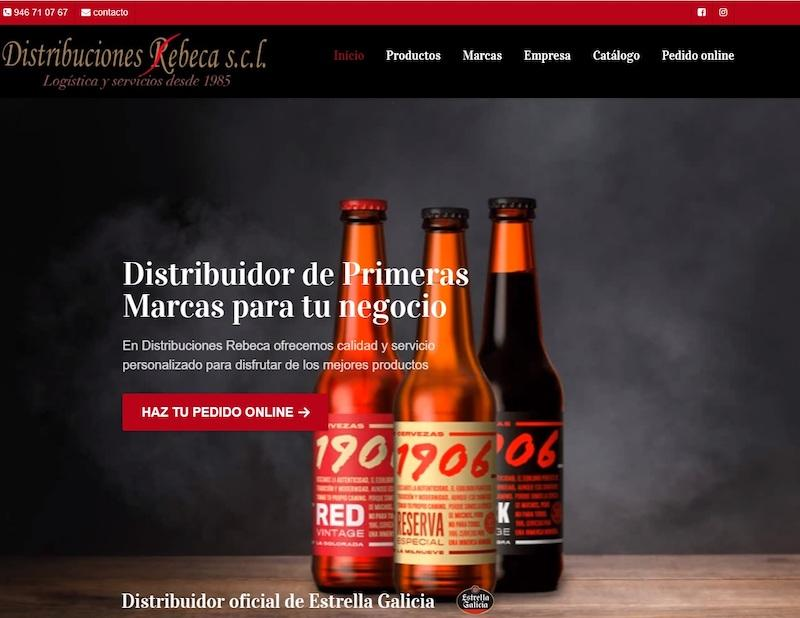 946 71 07 67 contacto
Distribuciones Rebeca s.c.l.
Logística y servicios desde 1985
Início Productos Marcas Empresa Catálogo Pedido online
Distribuidor de Primeras
Marcas para tu negocio
En Distribuciones Rebeca ofrecemos calidad y servicio
personalizado para disfrutar de los mejores productos
HAZ TU PEDIDO ONLINE →
CERVEZAS
1906
RED
VINTAGE
LA COLORADA
CERVEZAS
1906
RESERVA
ESPECIAL
LA MILNUEVE
Distribuidor oficial de Estrella Galicia
Estrella
Galicia